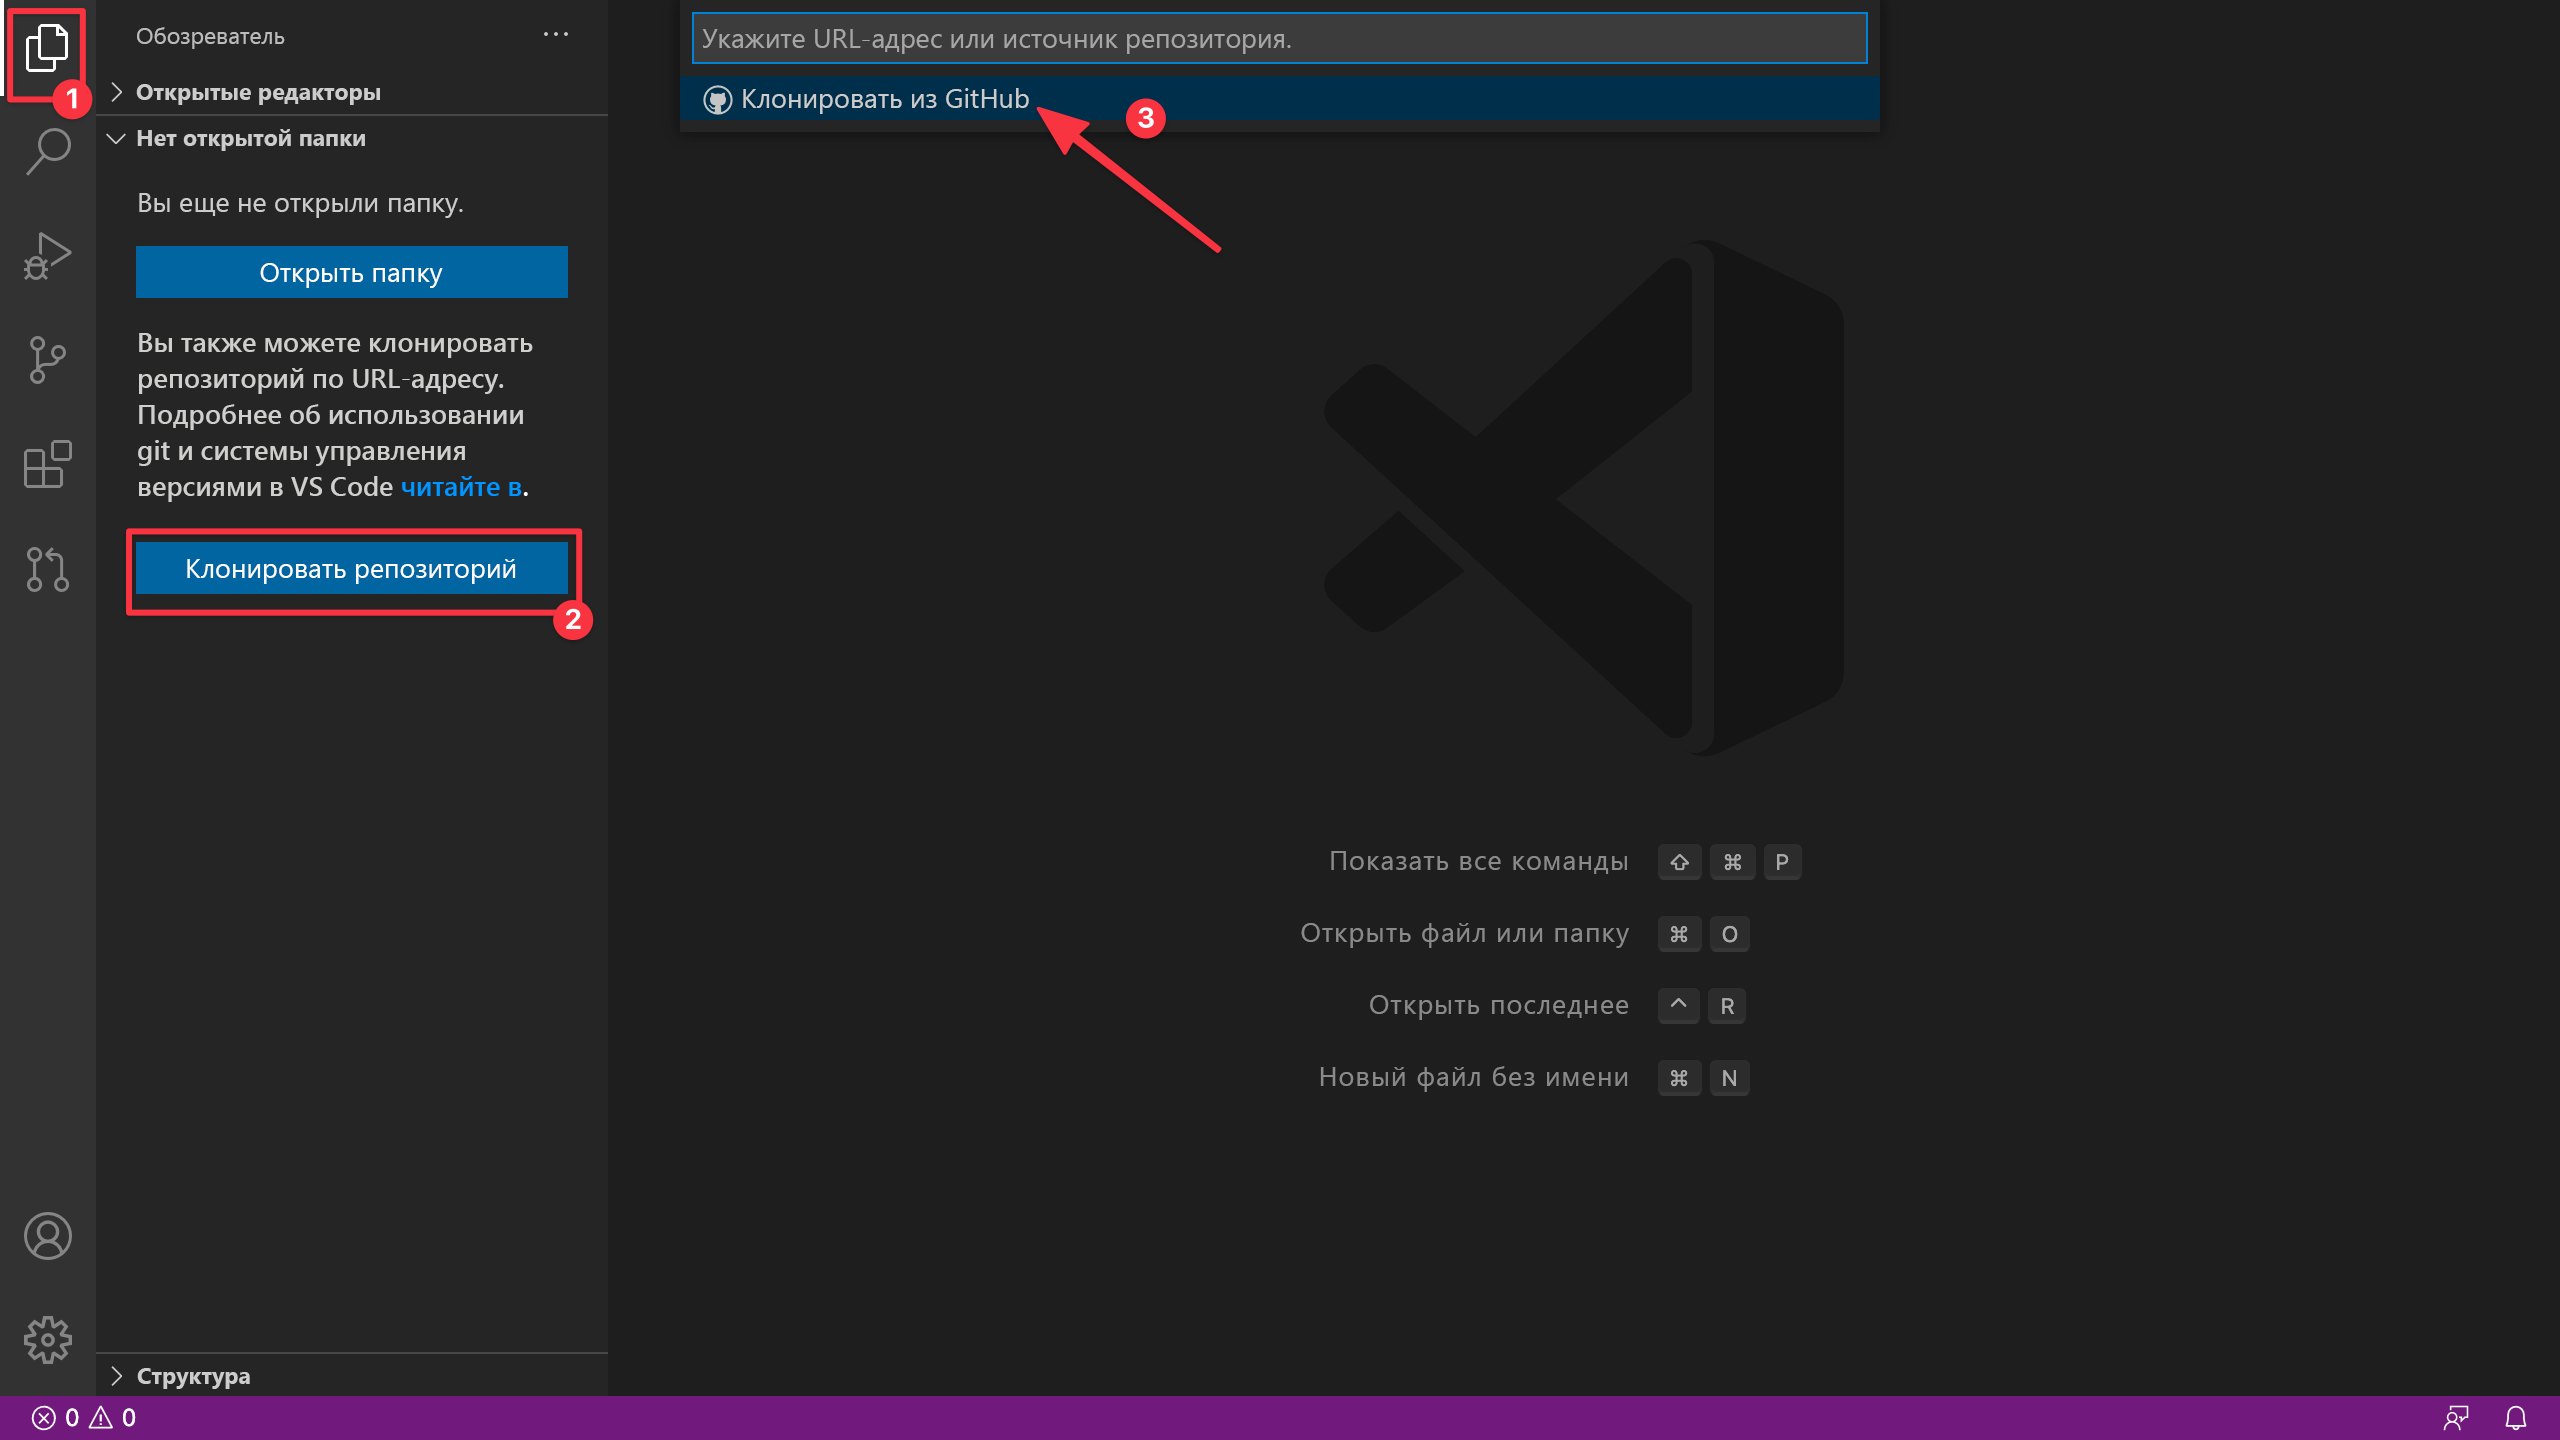 1
Обозреватель
Открытые редакторы
Нет открытой папки
Вы еще не открыли папку.
Открыть папку
Вы также можете клонировать
репозиторий по URL-адресу.
Подробнее об использовании
git и системы управления
версиями в VS Code читайте в.
Клонировать репозиторий
2
Структура
Укажите URL-адрес или источник репозитория.
Клонировать из GitHub
3
Показать все команды ⇧ ⌘ P
Открыть файл или папку ⌘ O
Открыть последнее ^ R
Новый файл без имени ⌘ N
0 0